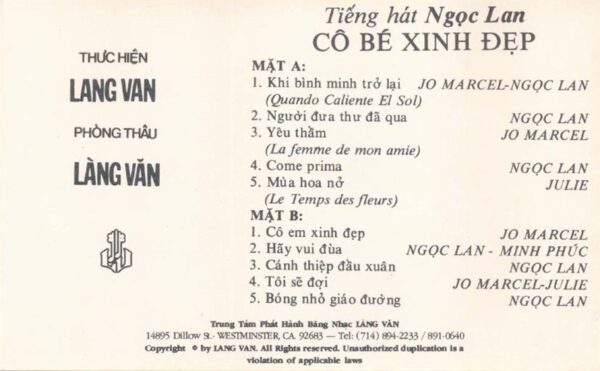 THƯC HIỆN
LANG VAN
PHÒNG THÂU
LÀNG VĂN
Tiếng hát Ngọc Lan
CÔ BÉ XINH ĐẸP
MẶT A:
1. Khi bình minh trở lại JO MARCEL-NGỌC LAN
(Quando Caliente El Sol)
2. Người đưa thư đã qua NGỌC LAN
3. Yêu thầm JO MARCEL
(La femme de mon amie)
4. Come prima NGỌC LAN
5. Mùa hoa nở JULIE
(Le Temps des fleurs)
MẶT B:
1. Cô em xinh đẹp JO MARCEL
2. Hãy vui đùa NGỌC LAN - MINH PHÚC
3. Cánh thiệp đầu xuân NGỌC LAN
4. Tôi sẽ đợi JO MARCEL-JULIE
5. Bóng nhỏ giáo đường NGỌC LAN
Trung Tâm Phát Hành Băng Nhạc LÀNG VĂN
14895 Dillow St.- WESTMINSTER, CA. 92683 — Tel: (714) 894-2233 / 891-0640
Copyright © by LANG VAN. All Rights reserved. Unauthorized duplication is a
violation of applicable laws